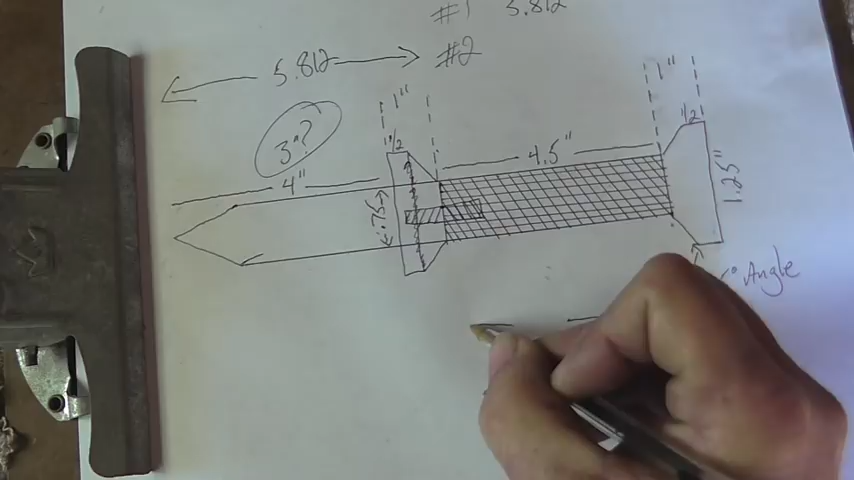 #1 5.812
5.812 #2
1" 1"
3"? 1/2 1/2
4.5"
4" .75 1.25"
° Angle